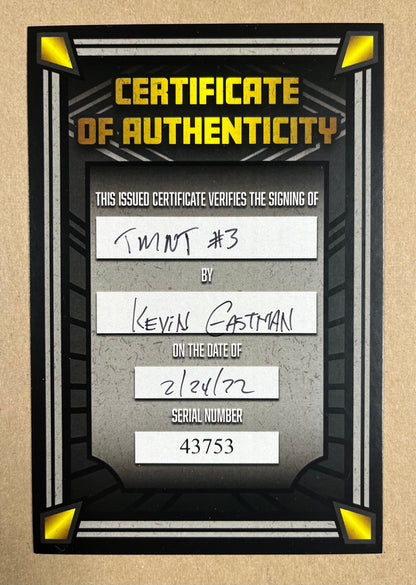 CERTIFICATE
OF AUTHENTICITY
THIS ISSUED CERTIFICATE VERIFIES THE SIGNING OF
TMNT #3
BY
KEVIN EASTMAN
ON THE DATE OF
2/24/22
SERIAL NUMBER
43753